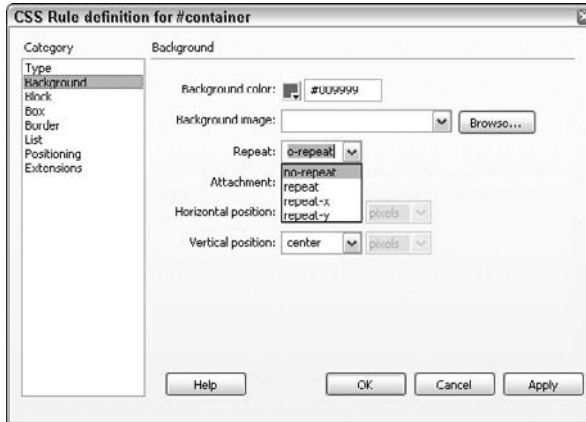 CSS Rule definition for #container
Category
Background
Type
Background
Block
Box
Border
List
Positioning
Extensions
Background color: #009999
Background image: Browse...
Repeat: o-repeat
no-repeat
repeat
repeat-x
repeat-y
Attachment:
Horizontal position: pixels
Vertical position: center pixels
Help
OK
Cancel
Apply